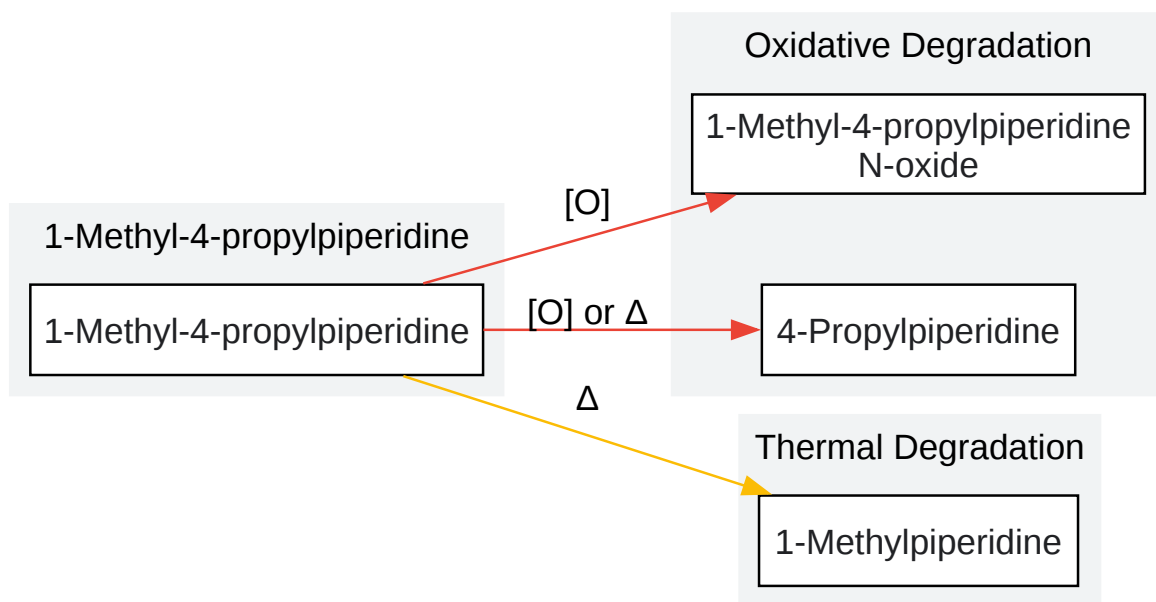 Oxidative Degradation
1-Methyl-4-propylpiperidine
N-oxide
[O]
1-Methyl-4-propylpiperidine
1-Methyl-4-propylpiperidine
[O] or Δ
4-Propylpiperidine
Δ
Thermal Degradation
1-Methylpiperidine